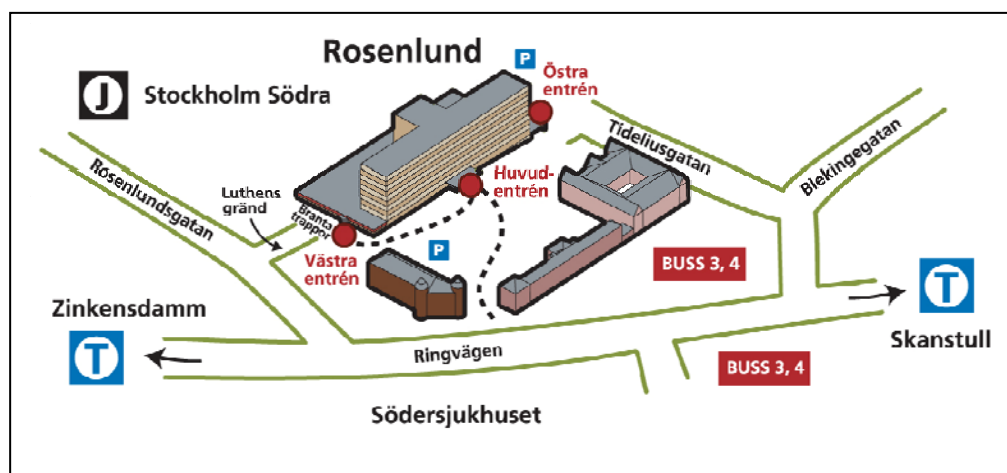 Rosenlund
P
Östra
entrén
J
Stockholm Södra
Tideliusgatan
Blekingegatan
Rosenlundsgatan
Luthens
gränd
Branta
trappor
Huvud-
entrén
Västra
entrén
P
BUSS 3, 4
Zinkensdamm
T
T
Skanstull
Ringvägen
BUSS 3, 4
Södersjukhuset